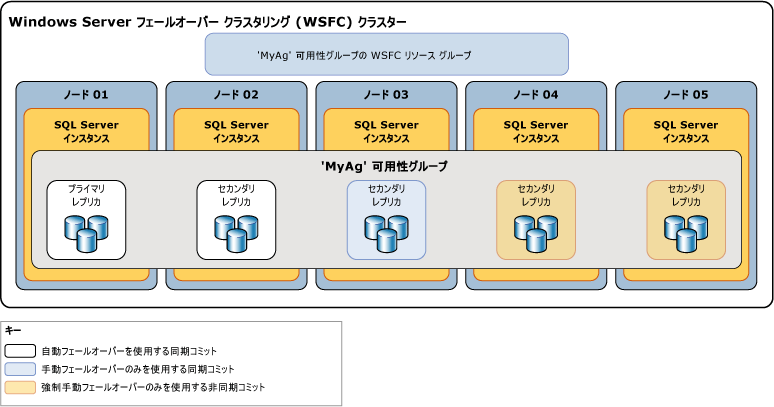 Windows Server フェールオーバー クラスタリング (WSFC) クラスター
'MyAg' 可用性グループの WSFC リソース グループ
ノード 01
ノード 02
ノード 03
ノード 04
ノード 05
SQL Server
インスタンス
SQL Server
インスタンス
SQL Server
インスタンス
SQL Server
インスタンス
SQL Server
インスタンス
'MyAg' 可用性グループ
プライマリ
レプリカ
セカンダリ
レプリカ
セカンダリ
レプリカ
セカンダリ
レプリカ
セカンダリ
レプリカ
キー
自動フェールオーバーを使用する同期コミット
手動フェールオーバーのみを使用する同期コミット
強制手動フェールオーバーのみを使用する非同期コミット